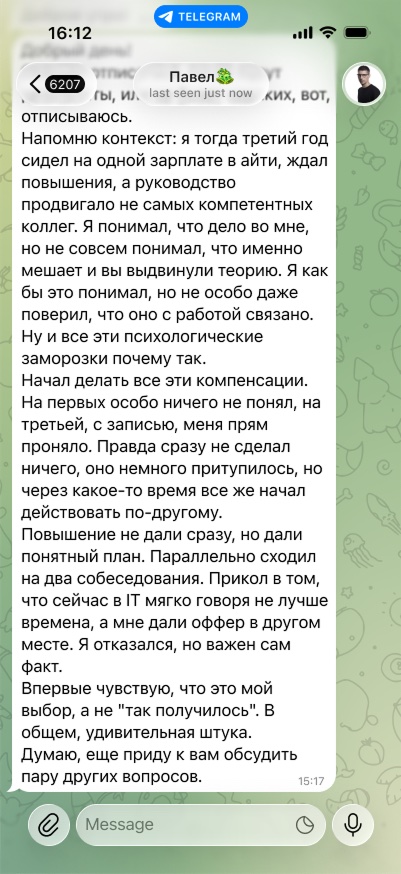 TELEGRAM
16:12
Добрый день!
6207
Павел
last seen just now
вот,
отписываюсь.
Напомню контекст: я тогда третий год
сидел на одной зарплате в айти, ждал
повышения, а руководство
продвигало не самых компетентных
коллег. Я понимал, что дело во мне,
но не совсем понимал, что именно
мешает и вы выдвинули теорию. Я как
бы это понимал, но не особо даже
поверил, что оно с работой связано.
Ну и все эти психологические
заморозки почему так.
Начал делать все эти компенсации.
На первых особо ничего не понял, на
третьей, с записью, меня прям
проняло. Правда сразу не сделал
ничего, оно немного притупилось, но
через какое-то время все же начал
действовать по-другому.
Повышение не дали сразу, но дали
понятный план. Параллельно сходил
на два собеседования. Прикол в том,
что сейчас в IT мягко говоря не лучше
времена, а мне дали оффер в другом
месте. Я отказался, но важен сам
факт.
Впервые чувствую, что это мой
выбор, а не "так получилось". В
общем, удивительная штука.
Думаю, еще приду к вам обсудить
пару других вопросов.
15:17
Message